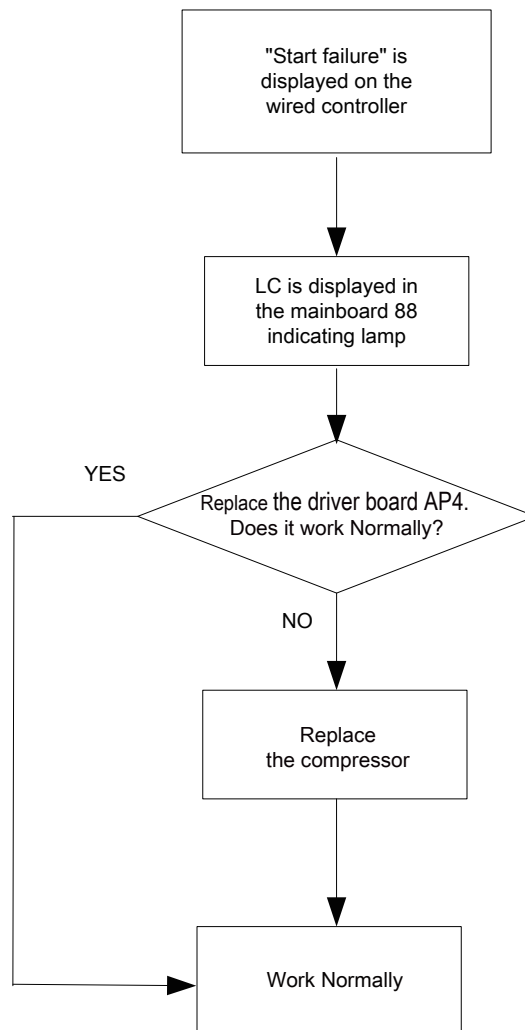 "Start failure" is
displayed on the
wired controller
LC is displayed in
the mainboard 88
indicating lamp
YES
Replace the driver board AP4.
Does it work Normally?
NO
Replace
the compressor
Work Normally